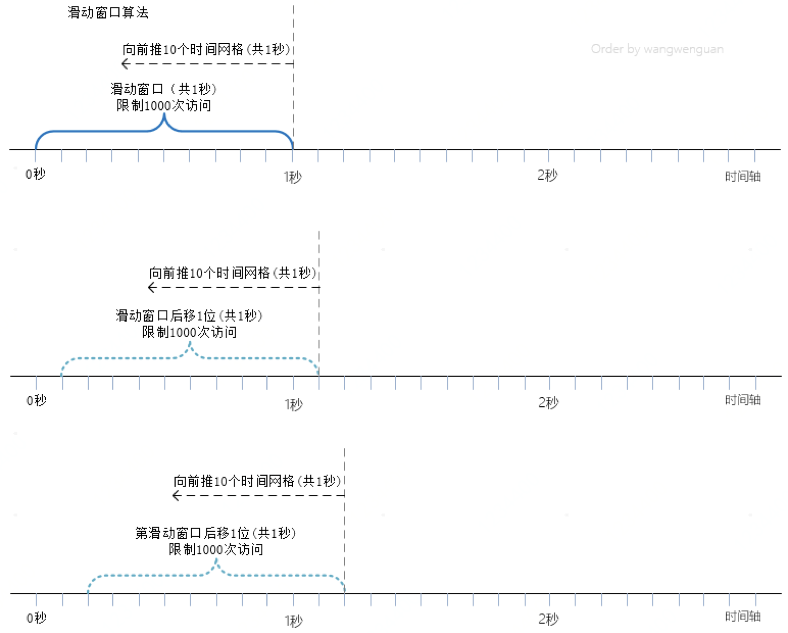 滑动窗口算法
向前推10个时间网格(共1秒)
Order by wangwenguan
滑动窗口（共1秒)
限制1000次访问
0秒
1秒
2秒
时间轴
向前推10个时间网格(共1秒)
滑动窗口后移1位(共1秒)
限制1000次访问
0秒
1秒
2秒
时间轴
向前推10个时间网格(共1秒)
第滑动窗口后移1位(共1秒)
限制1000次访问
0秒
1秒
2秒
时间轴